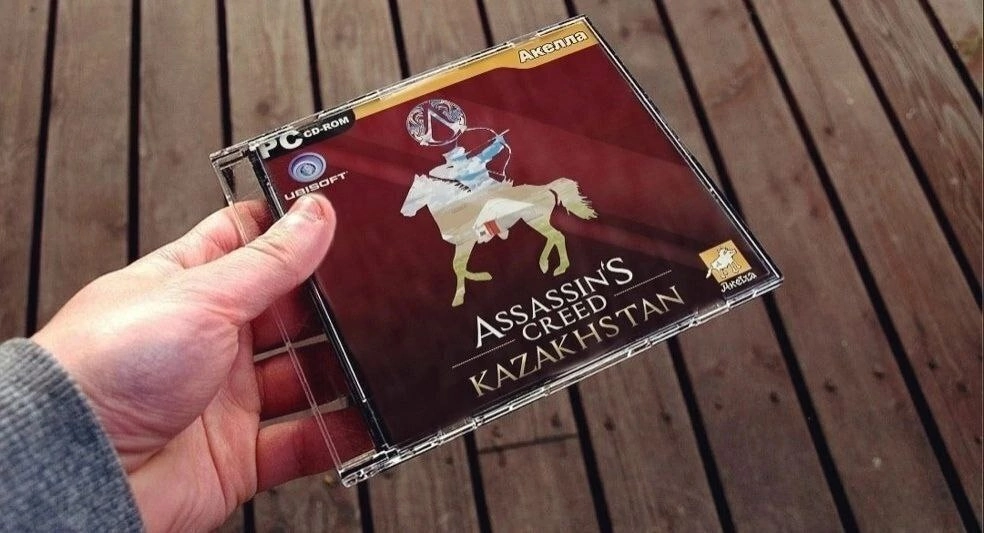 Акелла
PC CD-ROM
UBISOFT
ASSASSIN'S
CREED
KAZAKHSTAN
Акелла